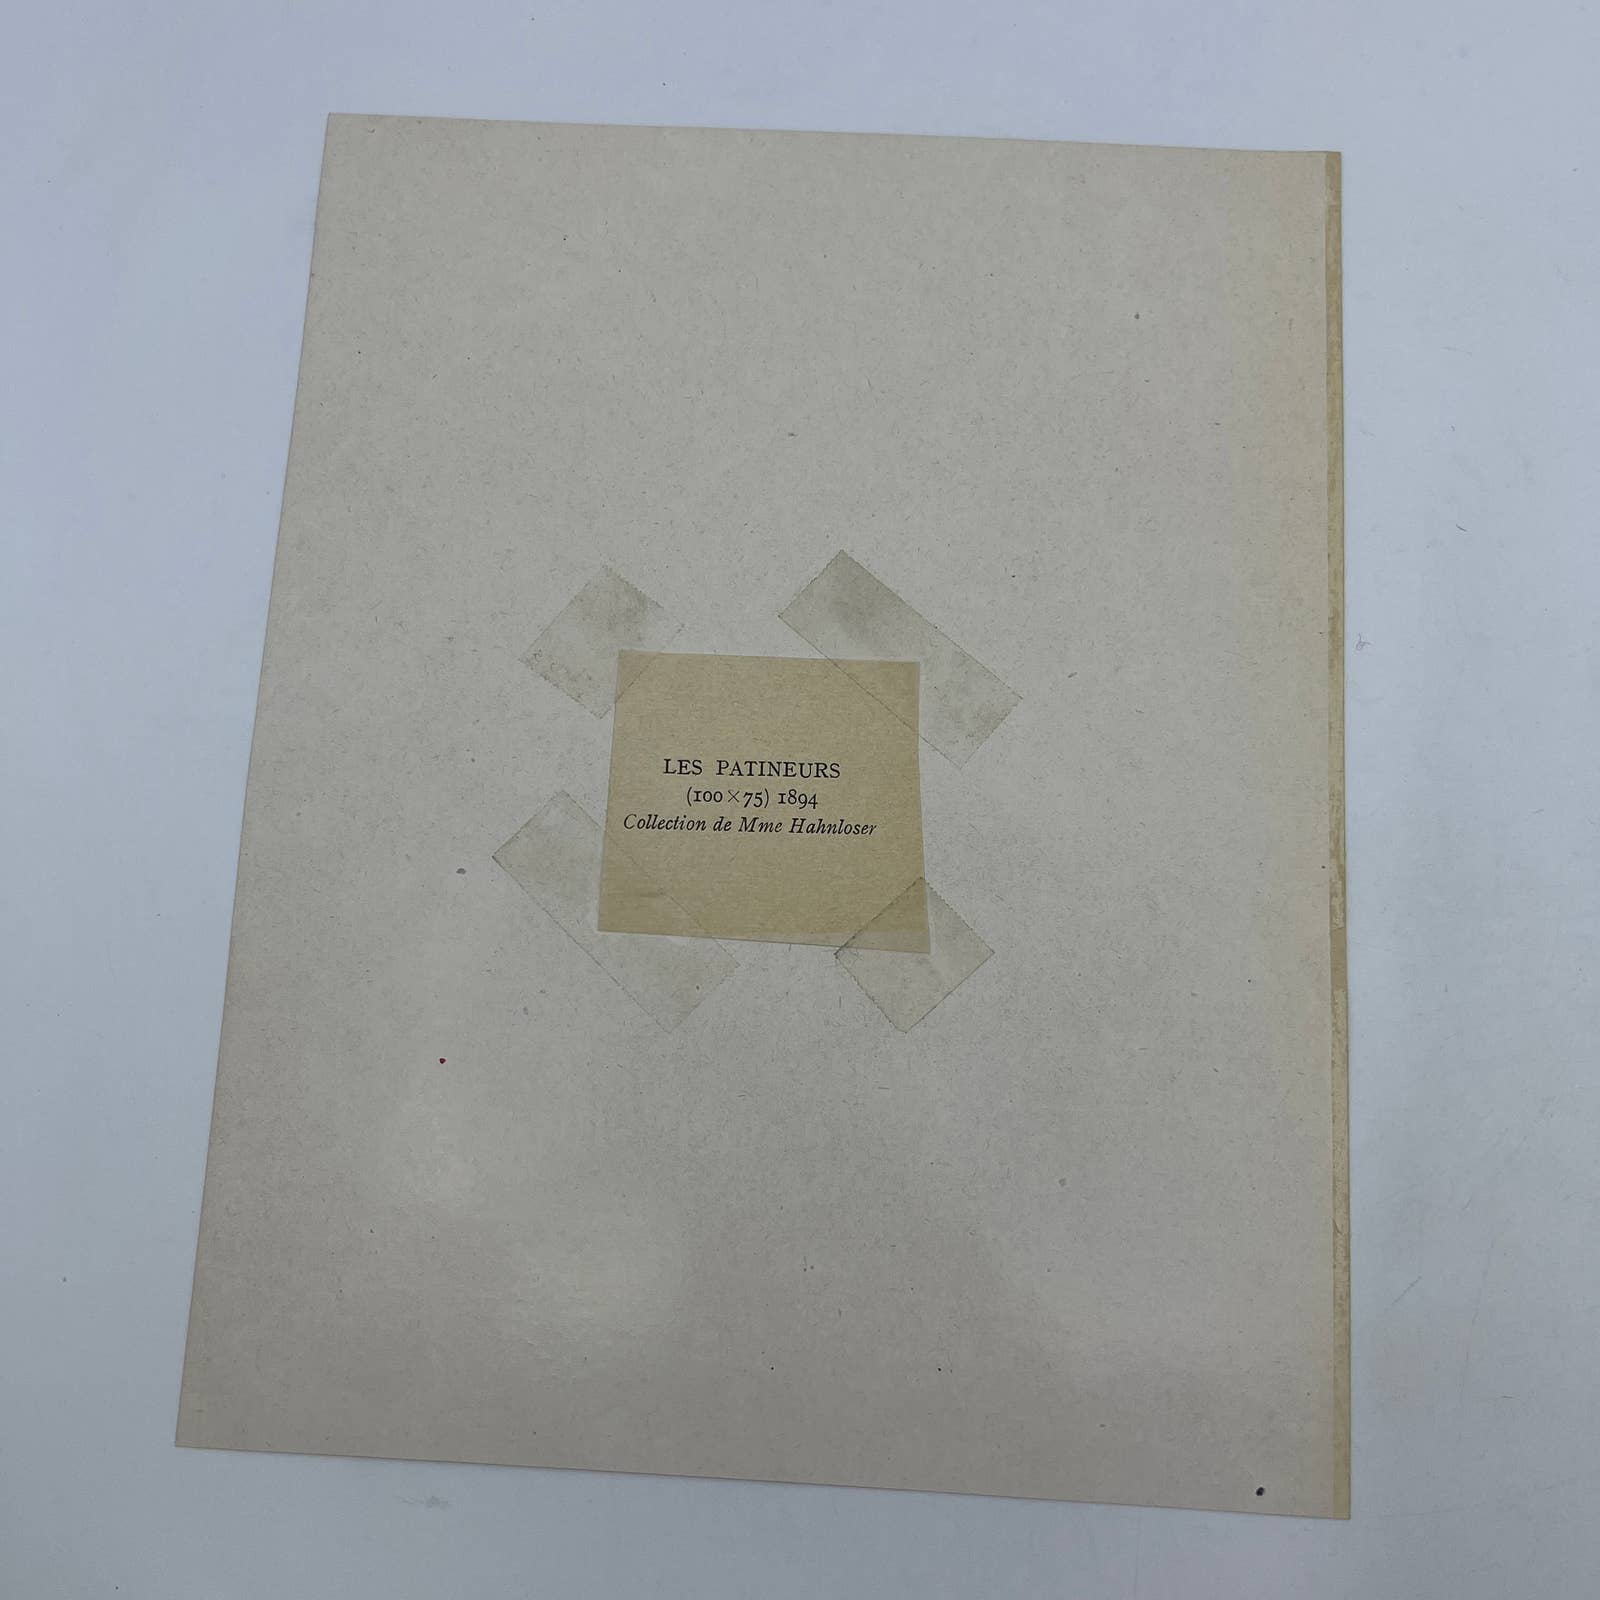 LES PATINEURS
(100×75) 1894
Collection de Mme Hahnloser